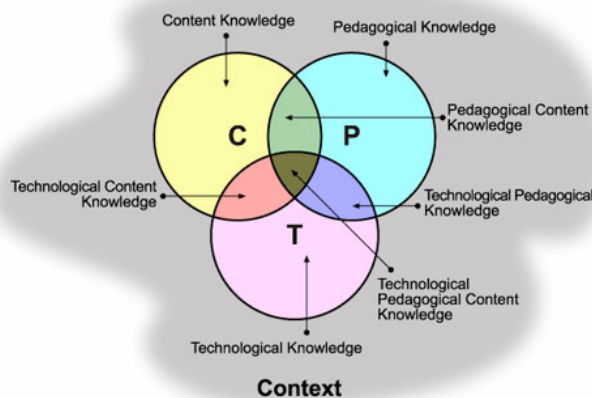 Content Knowledge
Pedagogical Knowledge
C
P
Pedagogical Content
Knowledge
Technological Content
Knowledge
Technological Pedagogical
Knowledge
T
Technological
Pedagogical Content
Knowledge
Technological Knowledge
Context